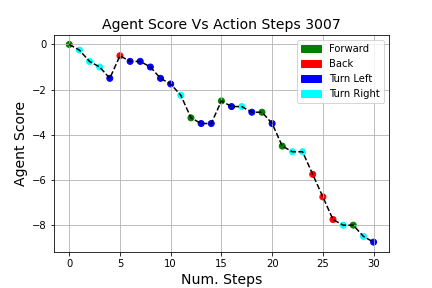 Agent Score Vs Action Steps 3007
Forward
Back
Turn Left
Turn Right
Agent Score
0
−2
−4
−6
−8
0 5 10 15 20 25 30
Num. Steps